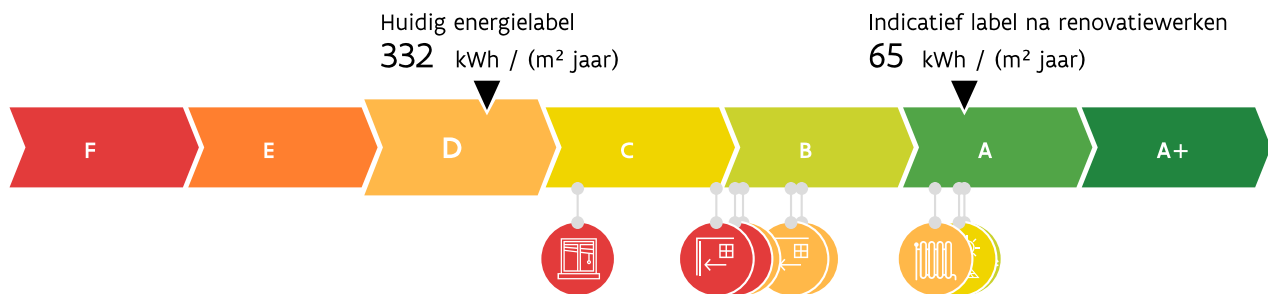 Huidig energielabel
332 kWh / (m² jaar)
Indicatief label na renovatiewerken
65 kWh / (m² jaar)
F E D C B A A+